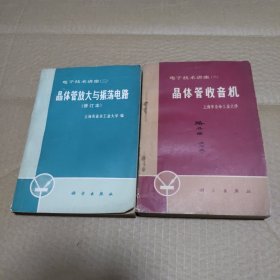 电子技术讲座(二)
晶体管放大与振荡电路
(修订本)
上海市业余工业大学 编
科学出版社
电子技术讲座(六)
晶体管收音机
上海市业余工业大学
科学出版社